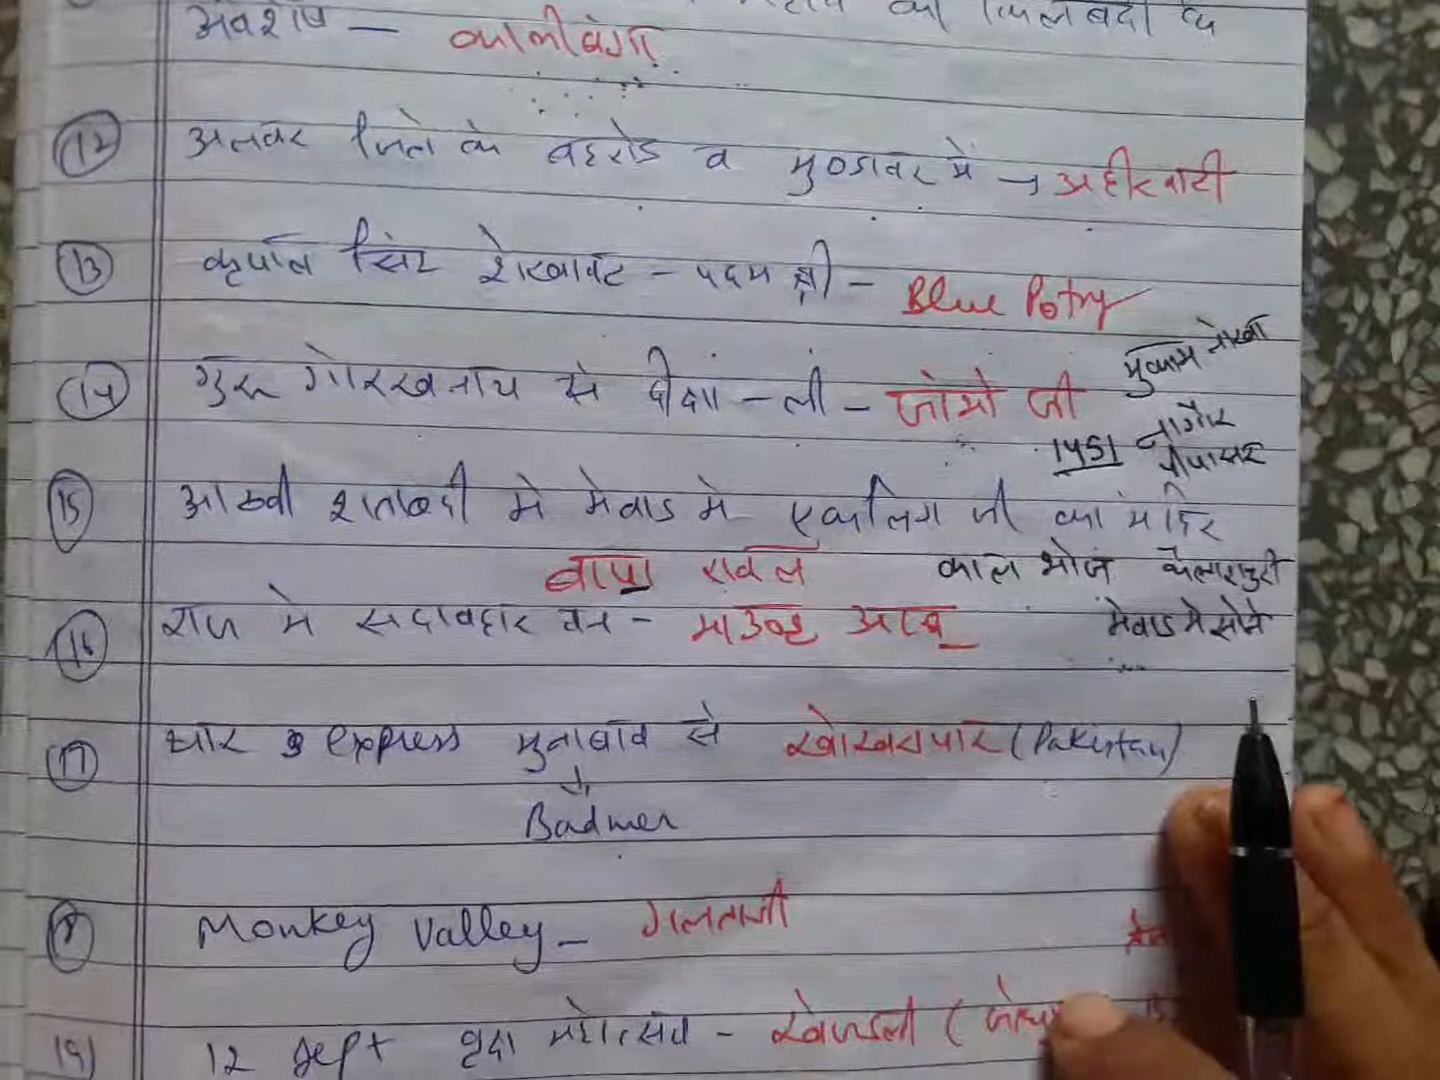 अवशेष — कालीबंगा
(12) अलवर जिले के बहरोड व मुण्डावर में → अहीरवाटी
(13) कृपाल सिंह शेखावट - पदम श्री - Blue Potry
(14) गुरू गोरखनाथ से दीक्षा - ली - जांभो जी मुकाम नोखा
1451 नागौर पीपासर
(15) आठवी शताब्दी मे मेवाड मे एकलिंग जी का मंदिर
बापा रावल काल भोज कैलाशपुरी
(16) राज मे सदाबहार वन - माउन्ट आबू मेवाड मे सोने
(17) थार express मुनाबाव से खोखरापार (Pakistan)
Badmer
(18) Monkey Valley - गलताजी
(19) 12 Sept वृक्ष महोत्सव - खेजडली (जोधपु